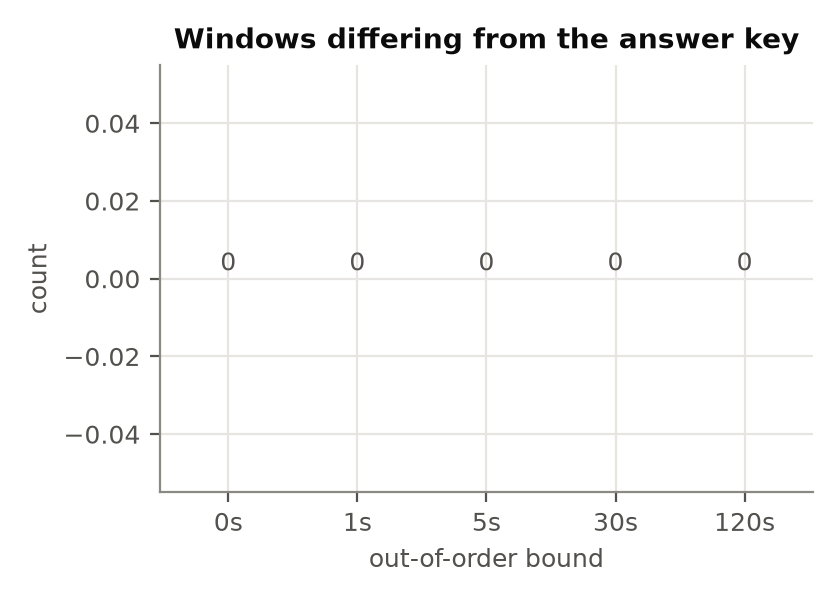 Windows differing from the answer key
count
0.04
0.02
0.00
−0.02
−0.04
0 0 0 0 0
0s 1s 5s 30s 120s
out-of-order bound